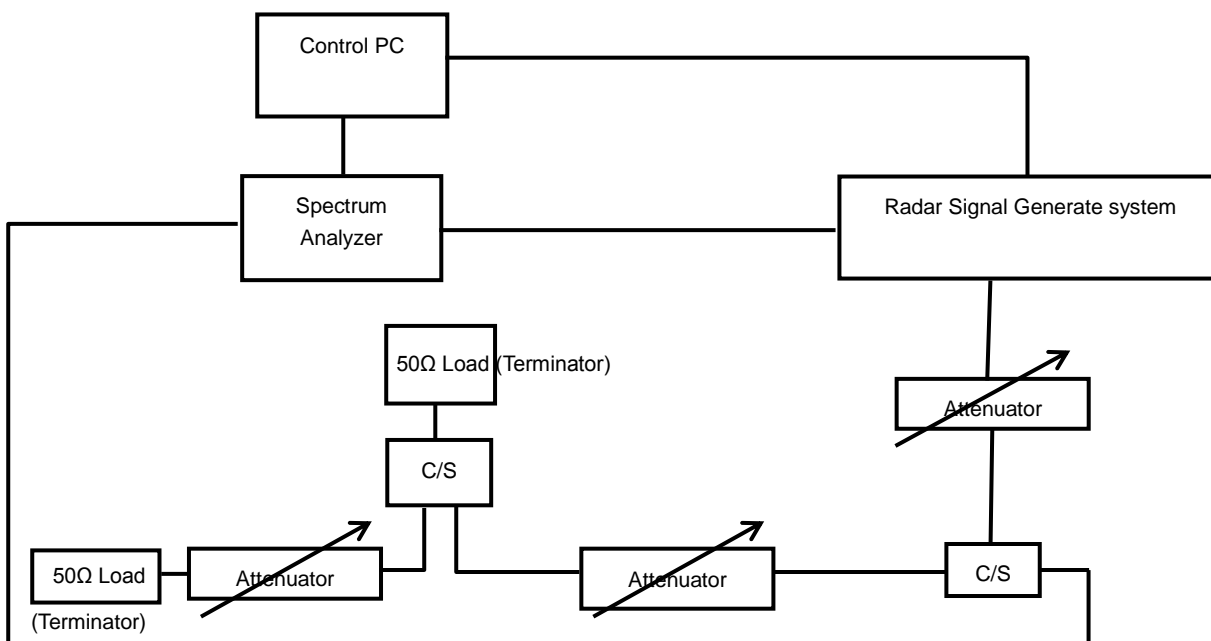 Control PC
Spectrum
Analyzer
Radar Signal Generate system
50Ω Load (Terminator)
Attenuator
C/S
50Ω Load
(Terminator)
Attenuator
Attenuator
C/S